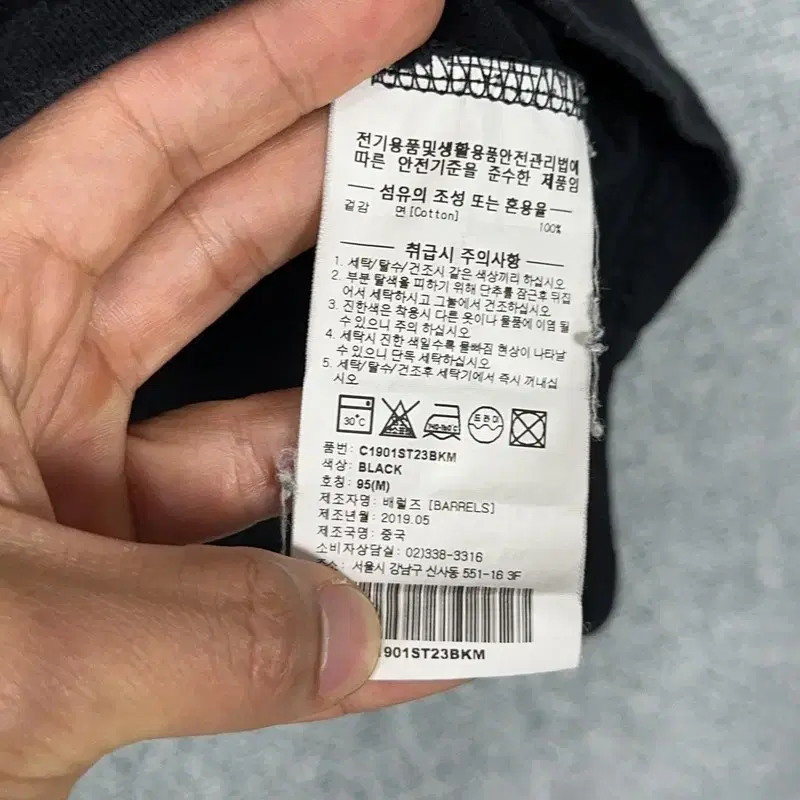 전기용품및생활용품안전관리법에
따른 안전기준을 준수한 제품임
섬유의 조성 또는 혼용율
겉감 면[Cotton] 100%
취급시 주의사항
1. 세탁/탈수/건조시 같은 색상끼리 하십시오
2. 부분 탈색을 피하기 위해 단추를 잠근후 뒤집
어서 세탁하시고 그늘에서 건조하십시오
3. 진한색은 착용시 다른 옷이나 물품에 이염 될
수 있으니 주의 하십시오
4. 세탁시 진한 색일수록 물빠짐 현상이 나타날
수 있으니 단독 세탁하십시오
5. 세탁/탈수/건조후 세탁기에서 즉시 꺼내십
시오
30°C 드라이
품번: C1901ST23BKM
색상: BLACK
호칭: 95(M)
제조자명: 배럴즈 [BARRELS]
제조년월: 2019.05
제조국명: 중국
소비자상담실: 02)338-3316
주소: 서울시 강남구 신사동 551-16 3F
1901ST23BKM